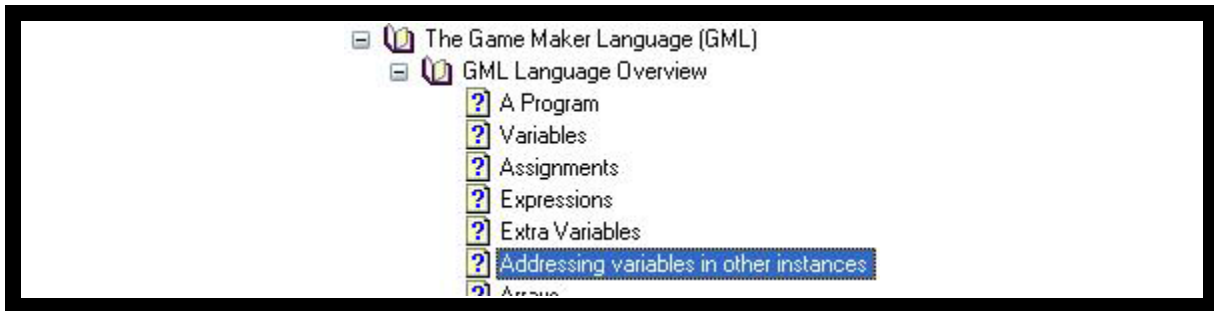 The Game Maker Language (GML)
GML Language Overview
A Program
Variables
Assignments
Expressions
Extra Variables
Addressing variables in other instances